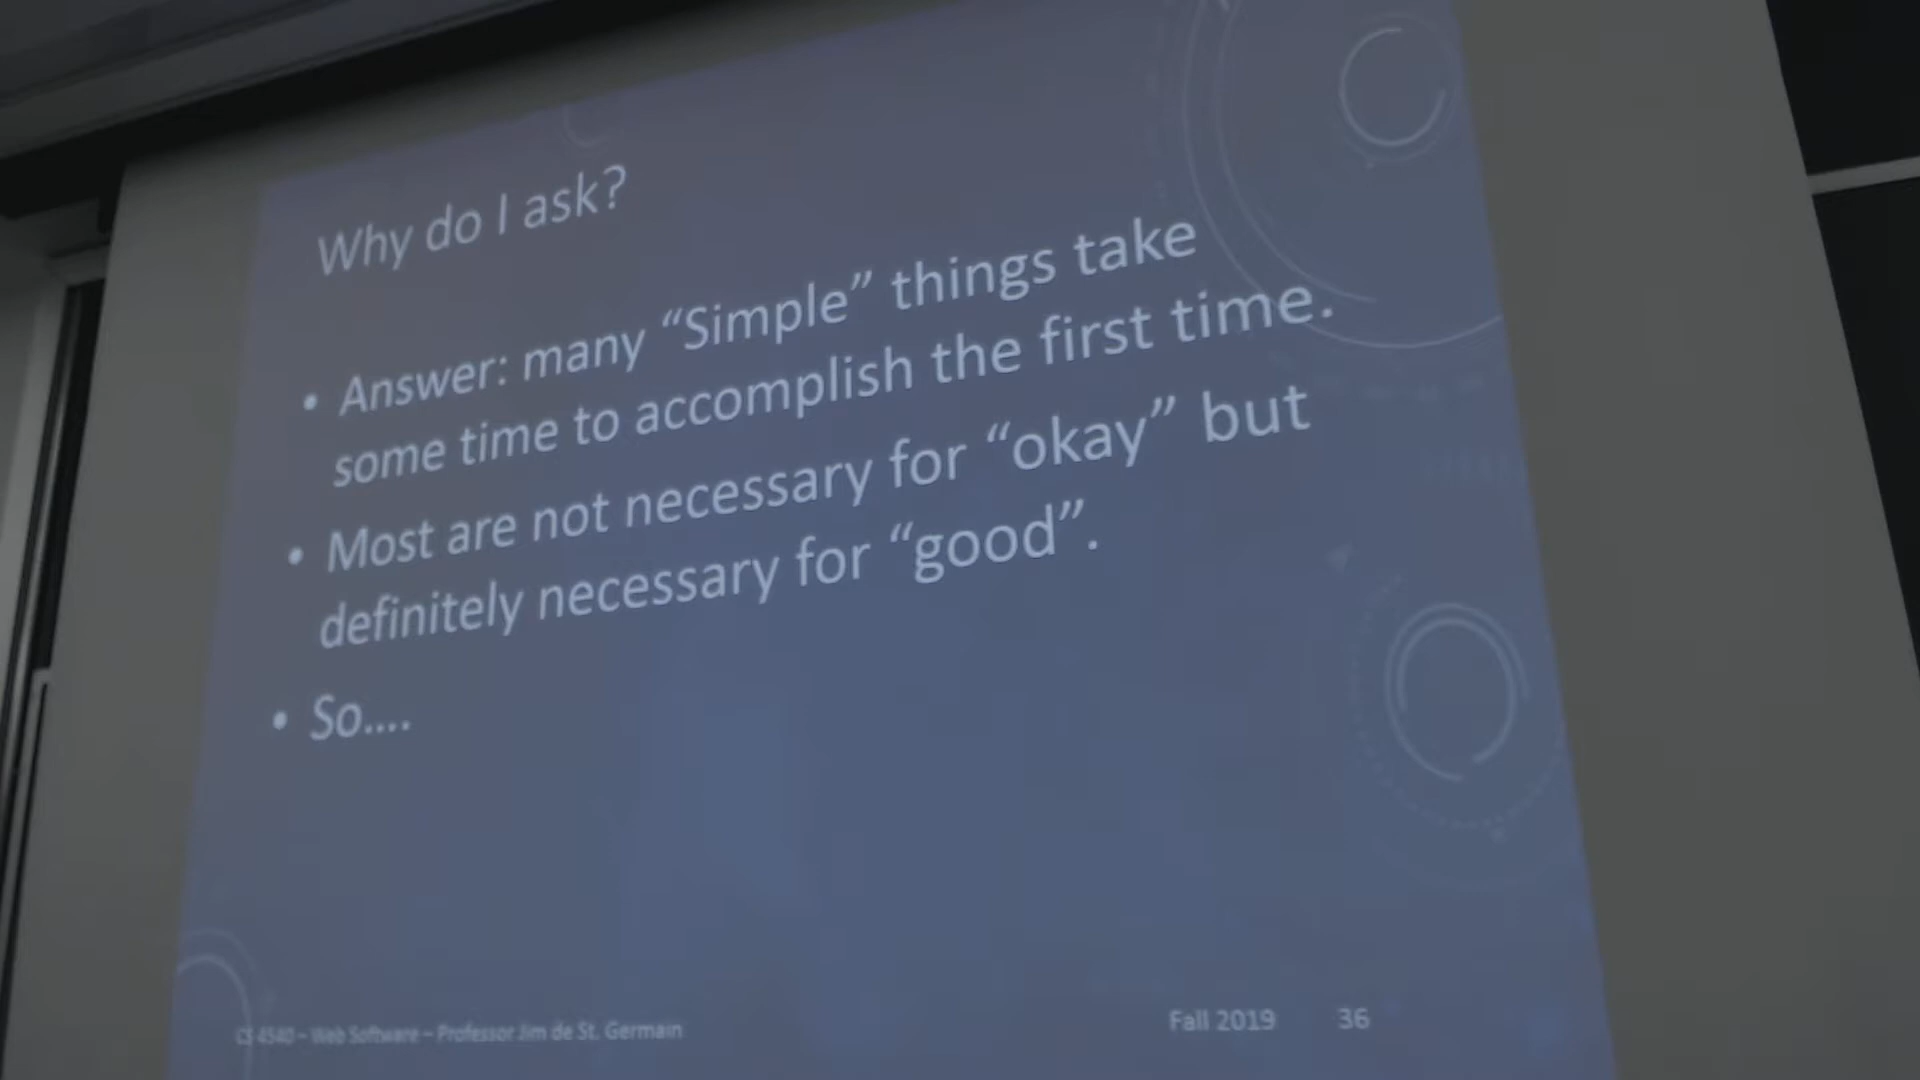 Why do I ask?
• Answer: many “Simple” things take
some time to accomplish the first time.
• Most are not necessary for “okay” but
definitely necessary for “good”.
• So....
CS 4540 – Web Software – Professor Jim de St. Germain
Fall 2019
36